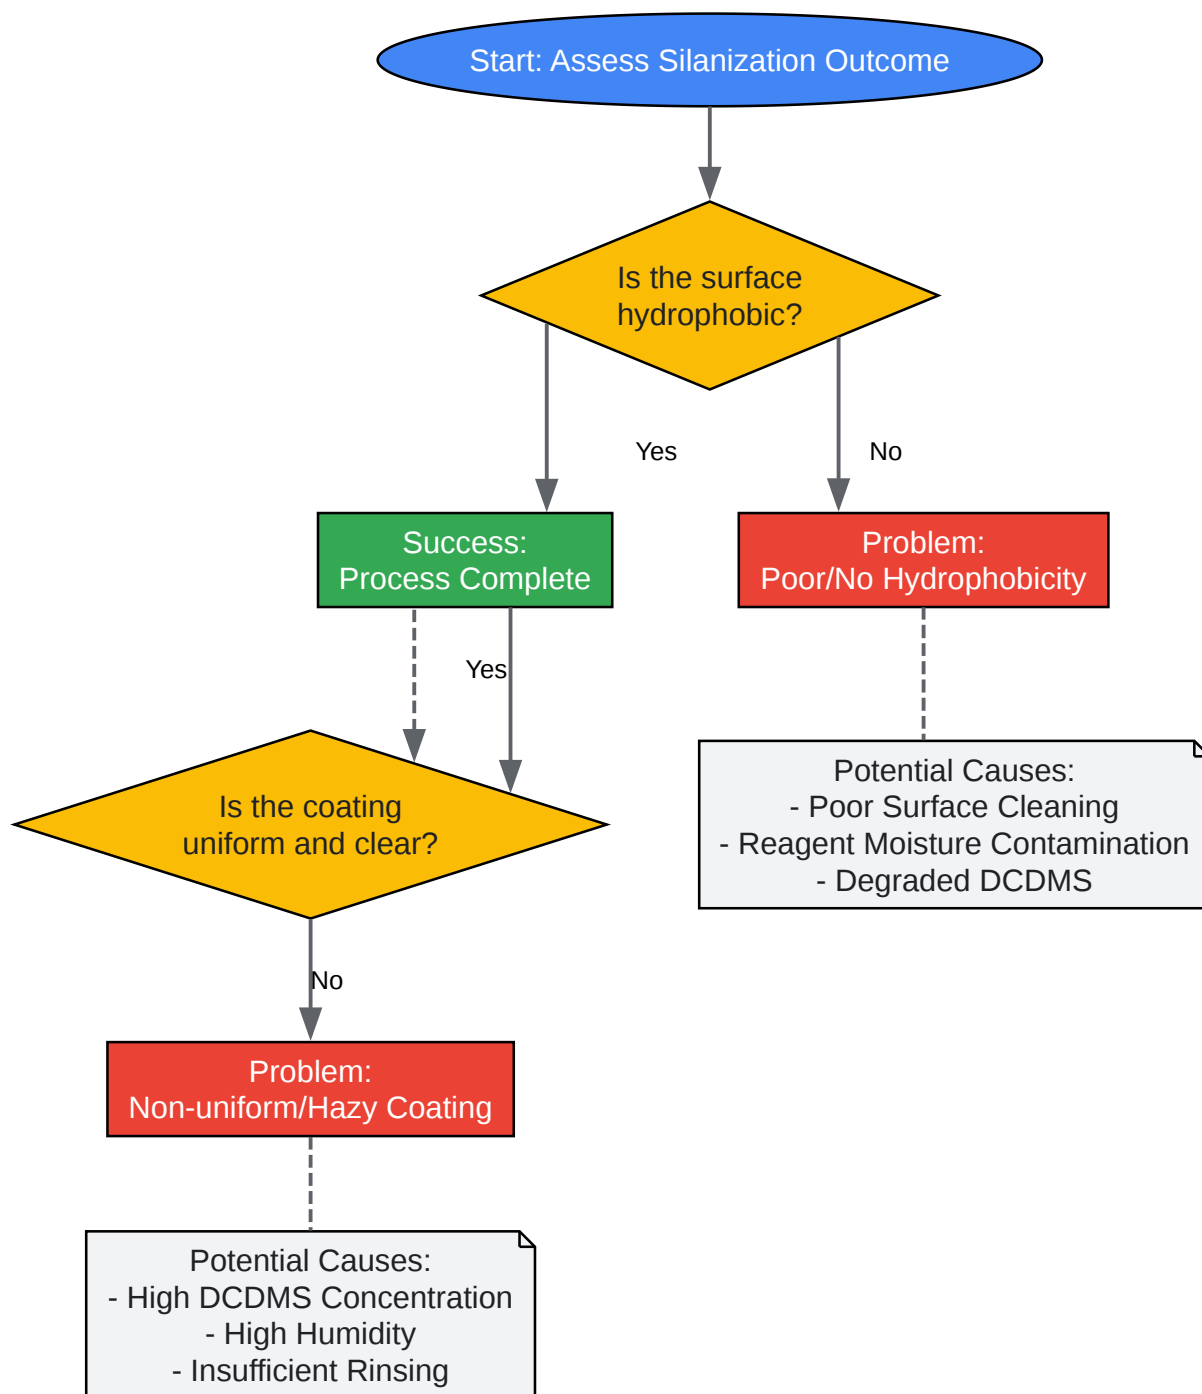 Start: Assess Silanization Outcome
Is the surface
hydrophobic?
Yes
No
Success:
Process Complete
Problem:
Poor/No Hydrophobicity
Yes
Is the coating
uniform and clear?
Potential Causes:
- Poor Surface Cleaning
- Reagent Moisture Contamination
- Degraded DCDMS
No
Problem:
Non-uniform/Hazy Coating
Potential Causes:
- High DCDMS Concentration
- High Humidity
- Insufficient Rinsing